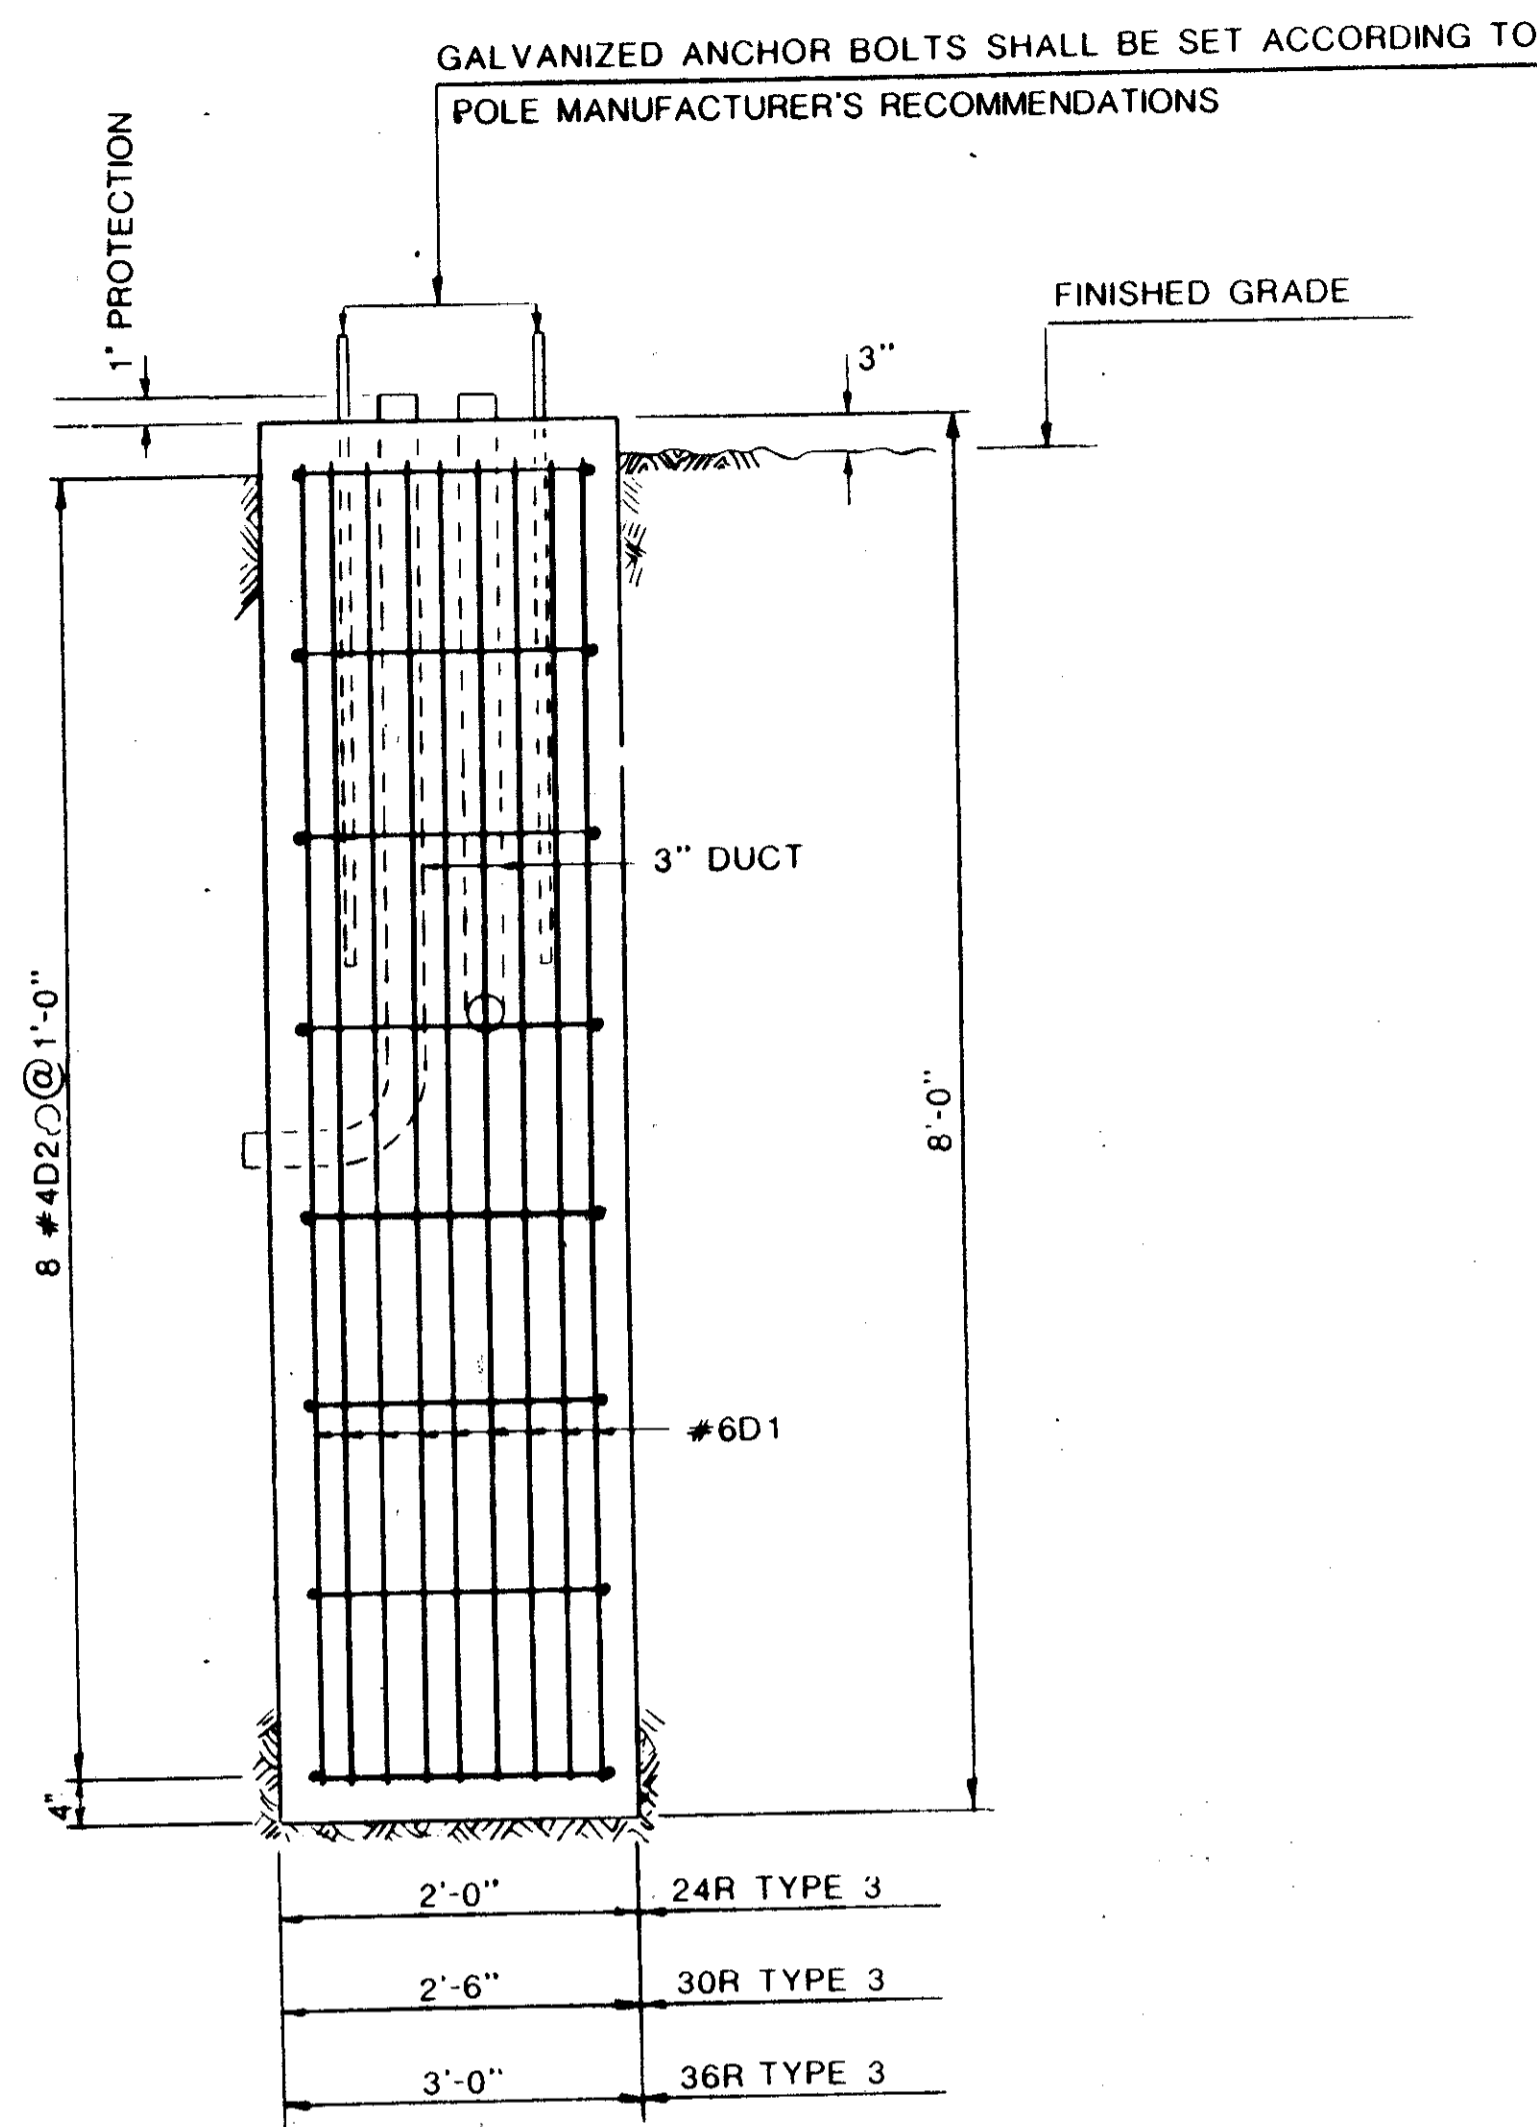 GALVANIZED ANCHOR BOLTS SHALL BE SET ACCORDING TO
POLE MANUFACTURER'S RECOMMENDATIONS
1" PROTECTION
FINISHED GRADE
3"
3" DUCT
8 #4D2 @ 1'-0"
8'-0"
#6D1
4"
2'-0" 24R TYPE 3
2'-6" 30R TYPE 3
3'-0" 36R TYPE 3